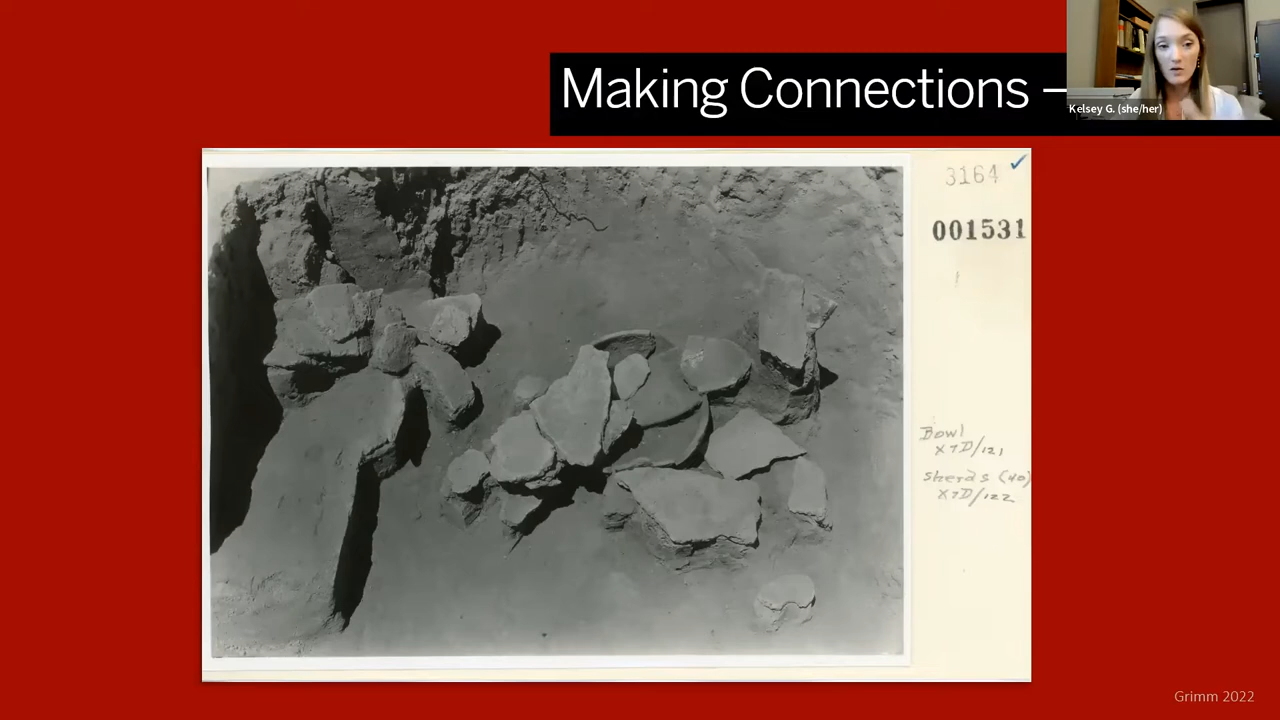 Making Connections –
Kelsey G. (she/her)
3164
001531
Bowl
X7D/121
Sherds (40)
X7D/122
Grimm 2022